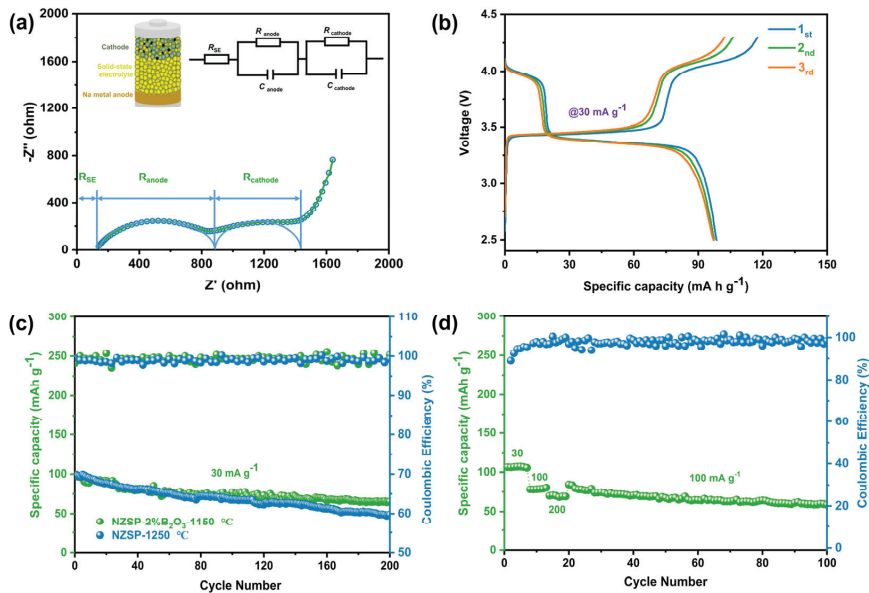 (a)
2000
1600
1200
800
400
0
-Z'' (ohm)
0 400 800 1200 1600 2000
Z' (ohm)
Cathode
Solid-state
electrolyte
Na metal anode
R_SE
R_anode
C_anode
R_cathode
C_cathode
R_SE R_anode R_cathode
(b)
4.5
4.0
3.5
3.0
2.5
Voltage (V)
1st
2nd
3rd
@30 mA g⁻¹
0 30 60 90 120 150
Specific capacity (mA h g⁻¹)
(c)
300
250
200
150
100
50
0
Specific capacity (mAh g⁻¹)
110
100
90
80
70
60
50
Coulombic Efficiency (%)
30 mA g⁻¹
NZSP-2%B₂O₃-1150 °C
NZSP-1250 °C
0 40 80 120 160 200
Cycle Number
(d)
300
250
200
150
100
50
0
Specific capacity (mAh g⁻¹)
100
80
60
40
20
0
Coulombic Efficiency (%)
30
100
200
100 mA g⁻¹
0 20 40 60 80 100
Cycle Number